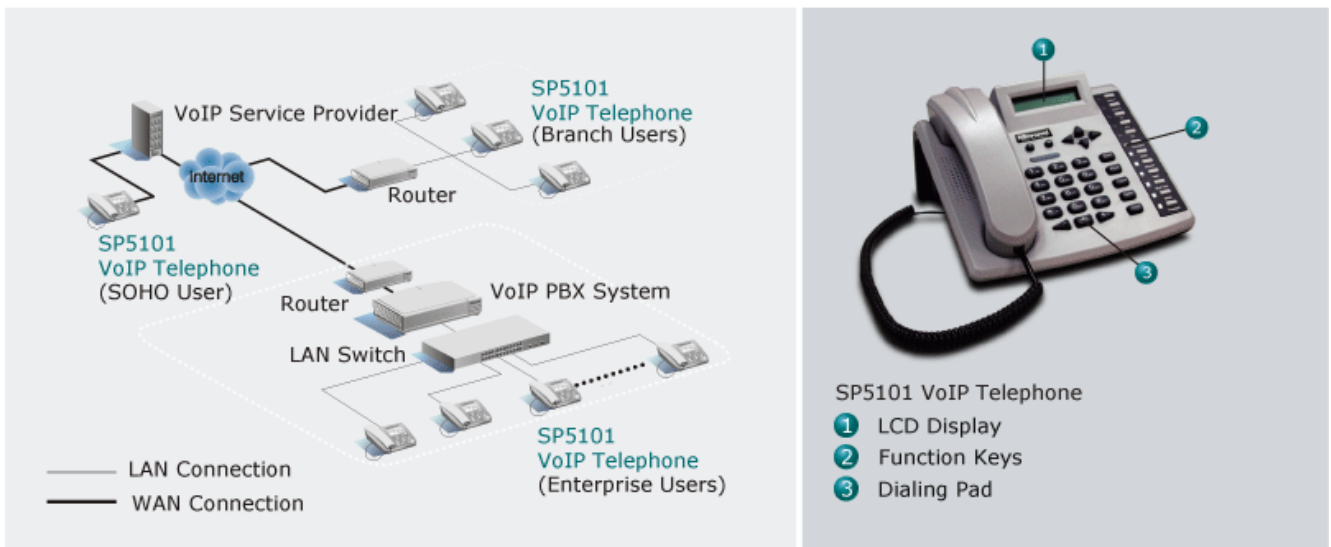 VoIP Service Provider
SP5101
VoIP Telephone
(Branch Users)
Internet
Router
SP5101
VoIP Telephone
(SOHO User)
Router
VoIP PBX System
LAN Switch
SP5101
VoIP Telephone
(Enterprise Users)
LAN Connection
WAN Connection
1
2
3
SP5101 VoIP Telephone
1 LCD Display
2 Function Keys
3 Dialing Pad